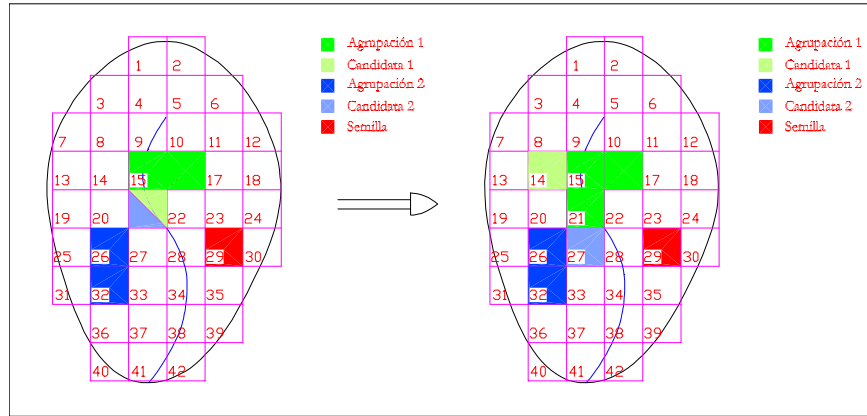 1 2
3 4 5 6
7 8 9 10 11 12
13 14 15 17 18
19 20 22 23 24
25 26 27 28 29 30
31 32 33 34 35
36 37 38 39
40 41 42
Agrupación 1
Candidata 1
Agrupación 2
Candidata 2
Semilla
1 2
3 4 5 6
7 8 9 10 11 12
13 14 15 17 18
19 20 21 22 23 24
25 26 27 28 29 30
31 32 33 34 35
36 37 38 39
40 41 42
Agrupación 1
Candidata 1
Agrupación 2
Candidata 2
Semilla